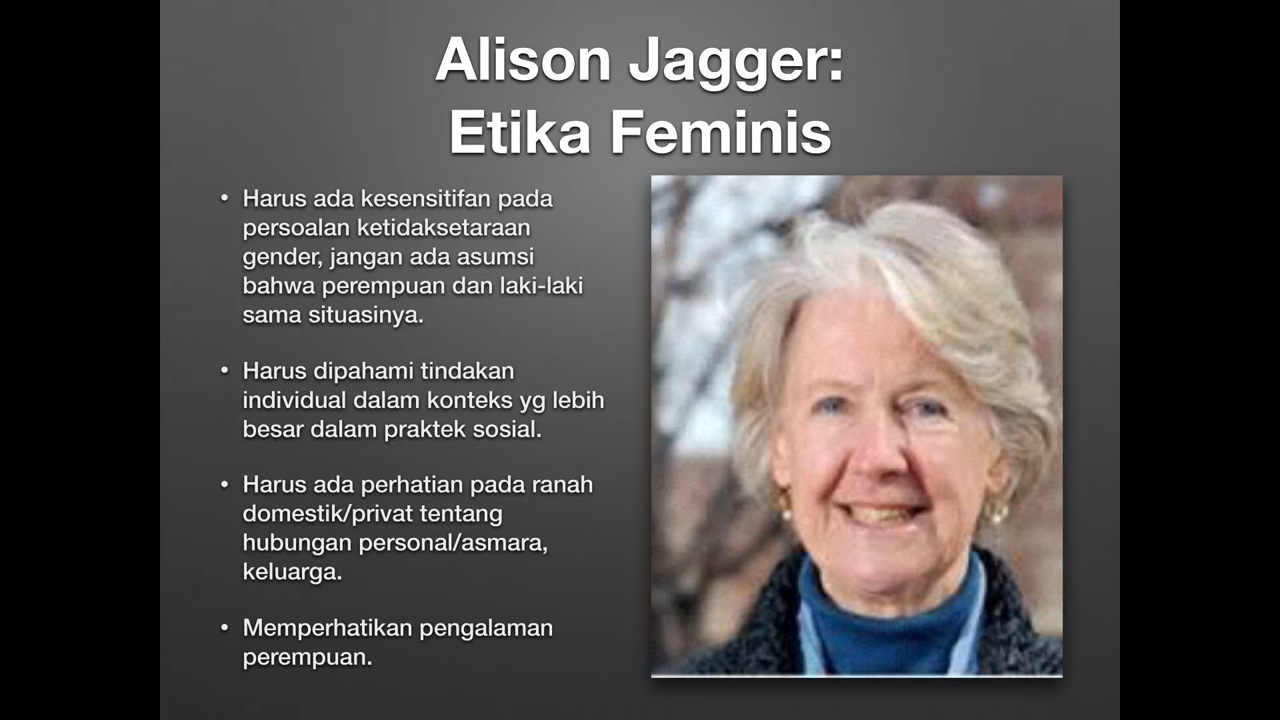 Alison Jagger:
Etika Feminis
• Harus ada kesensitifan pada
persoalan ketidaksetaraan
gender, jangan ada asumsi
bahwa perempuan dan laki-laki
sama situasinya.
• Harus dipahami tindakan
individual dalam konteks yg lebih
besar dalam praktek sosial.
• Harus ada perhatian pada ranah
domestik/privat tentang
hubungan personal/asmara,
keluarga.
• Memperhatikan pengalaman
perempuan.